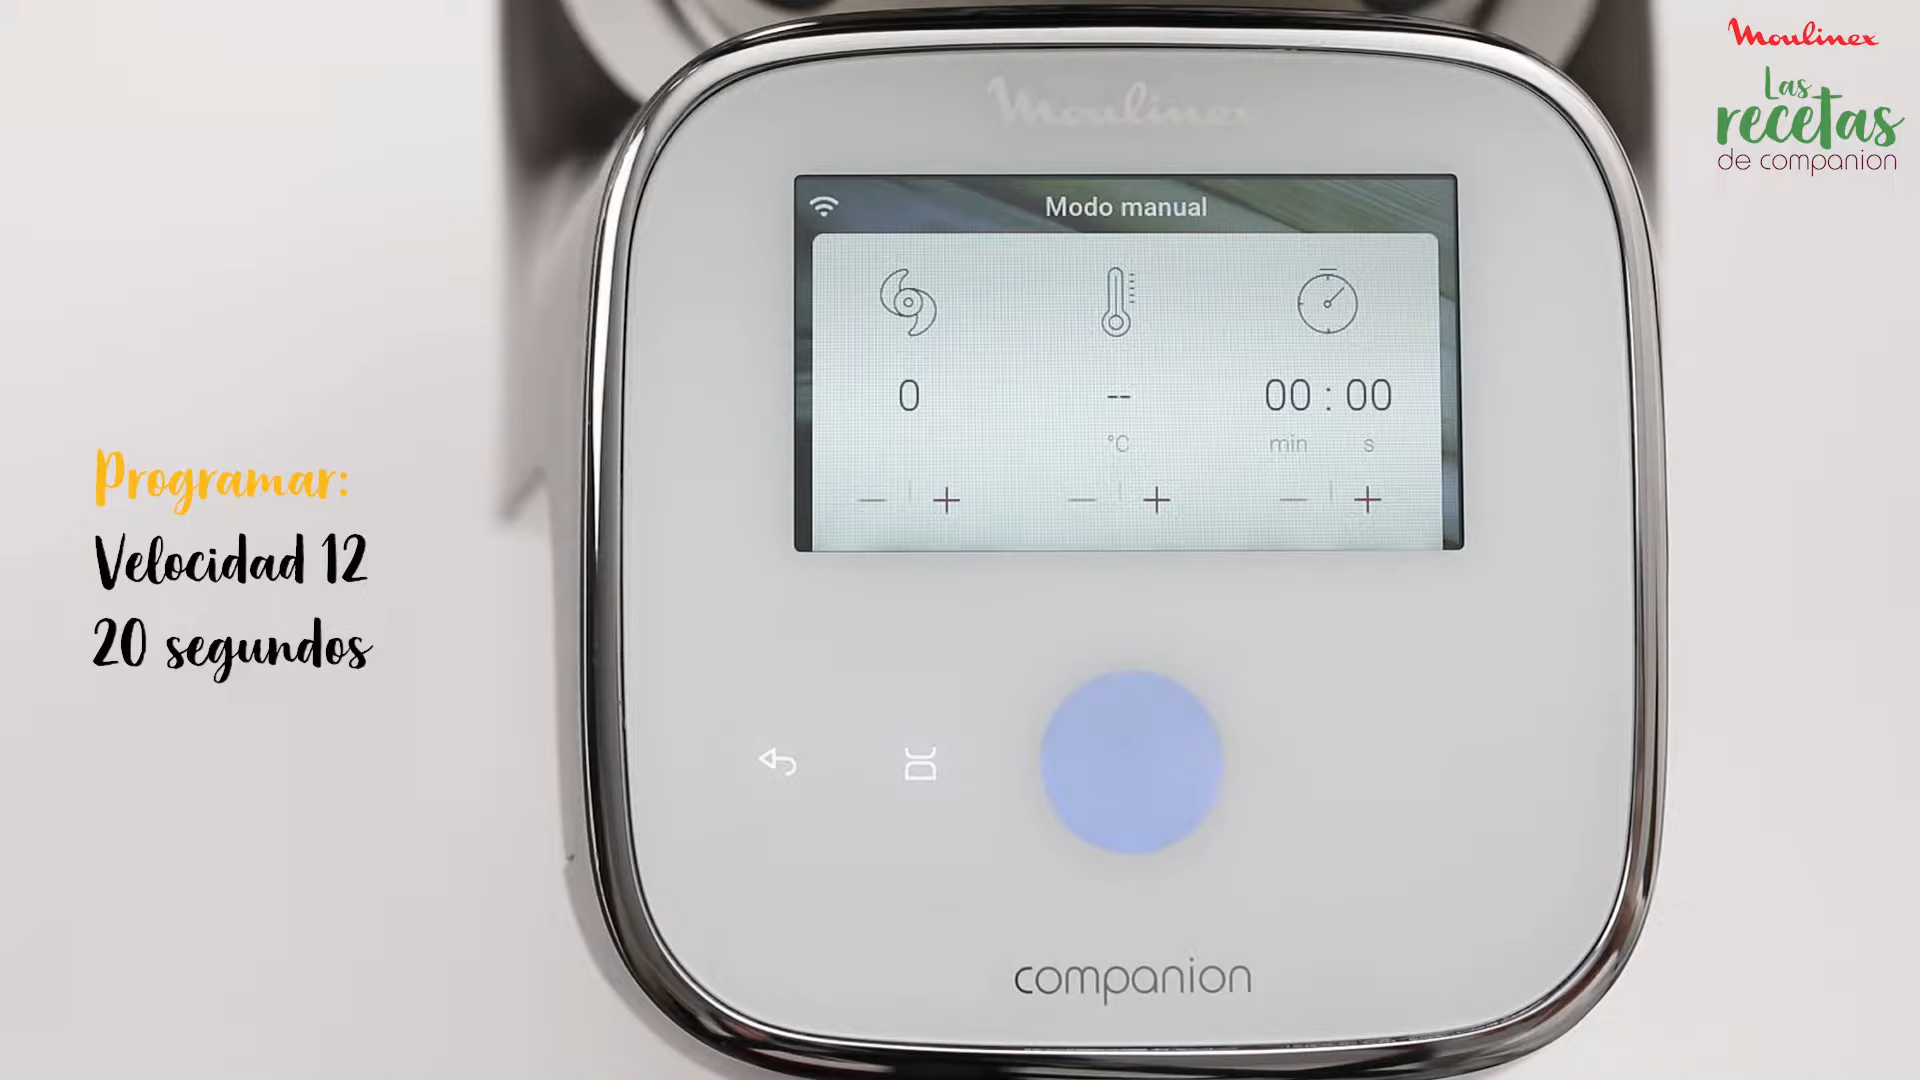 Moulinex
Las
recetas
de companion
Moulinex
Modo manual
0
--
00 : 00
°C
min
s
Programar:
Velocidad 12
20 segundos
companion